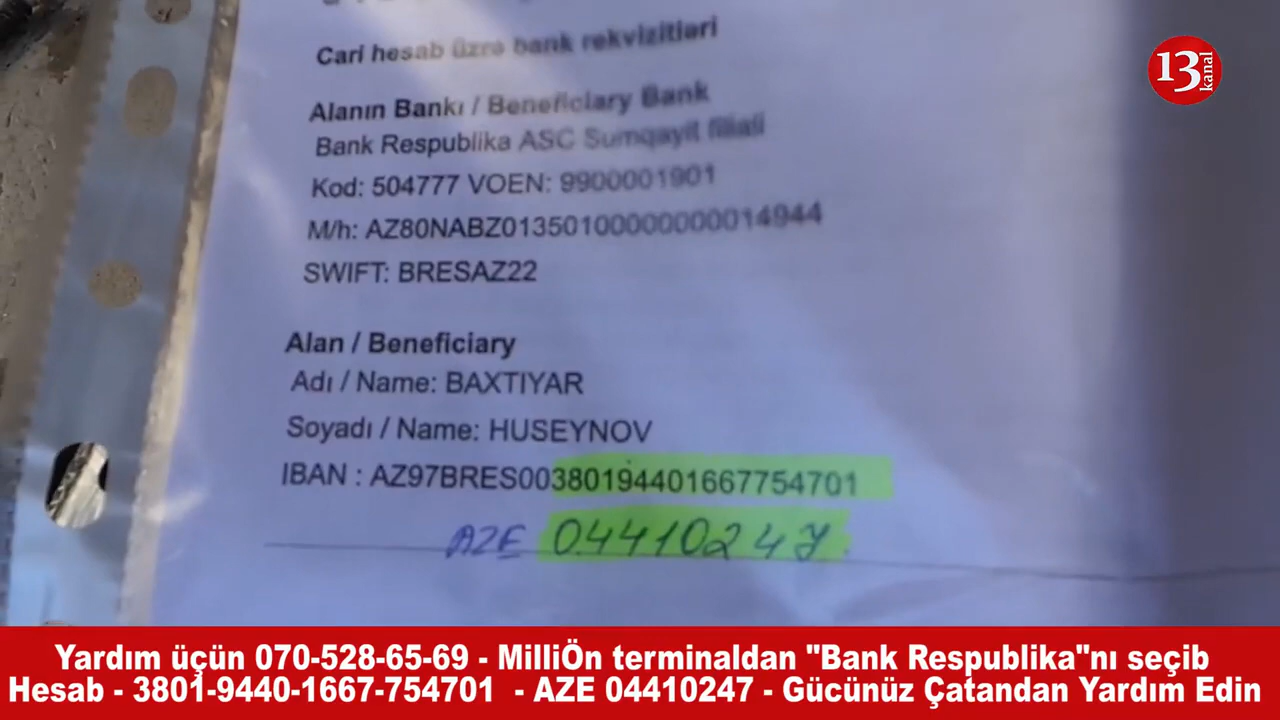 Cari hesab üzrə bank rekvizitləri
13 kanal
Alanın Bankı / Beneficiary Bank
Bank Respublika ASC Sumqayit filiali
Kod: 504777 VOEN: 9900001901
M/h: AZ80NABZ01350100000000014944
SWIFT: BRESAZ22
Alan / Beneficiary
Adı / Name: BAXTIYAR
Soyadı / Name: HUSEYNOV
IBAN : AZ97BRES00380194401667754701
AZE 04410247
Yardım üçün 070-528-65-69 - MilliÖn terminaldan "Bank Respublika"nı seçib
Hesab - 3801-9440-1667-754701 - AZE 04410247 - Gücünüz Çatandan Yardım Edin